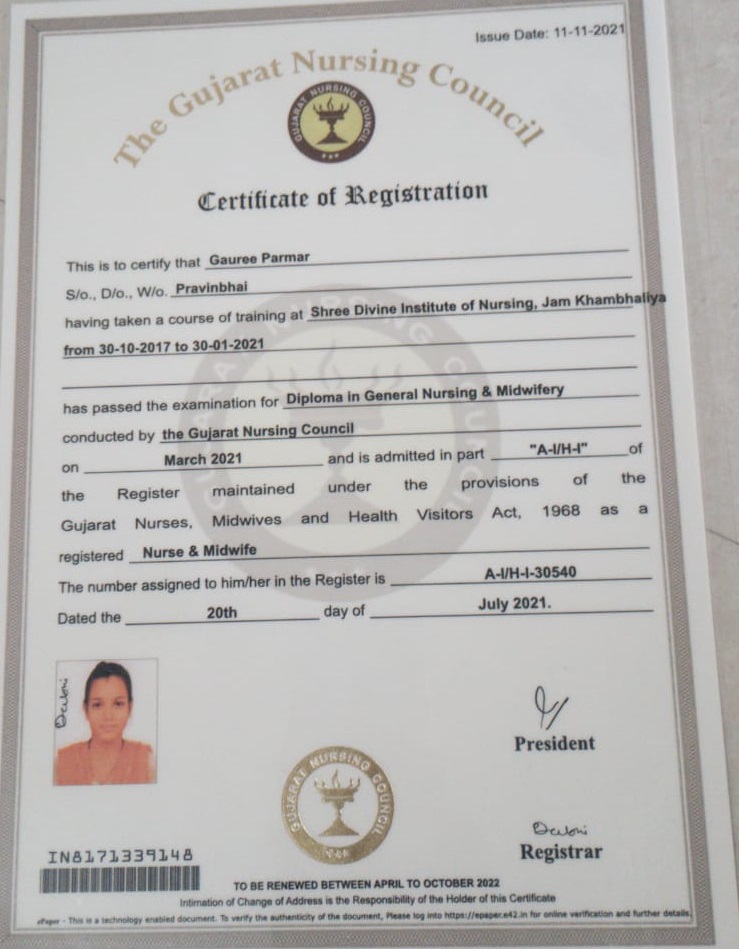 Issue Date: 11-11-2021
The Gujarat Nursing Council
GUJARAT NURSING COUNCIL
Certificate of Registration
This is to certify that Gauree Parmar
S/o., D/o., W/o. Pravinbhai
having taken a course of training at Shree Divine Institute of Nursing, Jam Khambhaliya
from 30-10-2017 to 30-01-2021
has passed the examination for Diploma in General Nursing & Midwifery
conducted by the Gujarat Nursing Council
on March 2021 and is admitted in part "A-I/H-I" of
the Register maintained under the provisions of the
Gujarat Nurses, Midwives and Health Visitors Act, 1968 as a
registered Nurse & Midwife
The number assigned to him/her in the Register is A-I/H-I-30540
Dated the 20th day of July 2021.
President
GUJARAT NURSING COUNCIL
Registrar
IN8171339148
TO BE RENEWED BETWEEN APRIL TO OCTOBER 2022
Intimation of Change of Address is the Responsibility of the Holder of this Certificate
ePaper - This is a technology enabled document. To verify the authenticity of the document, Please log into https://epaper.e42.in for online verification and further details.